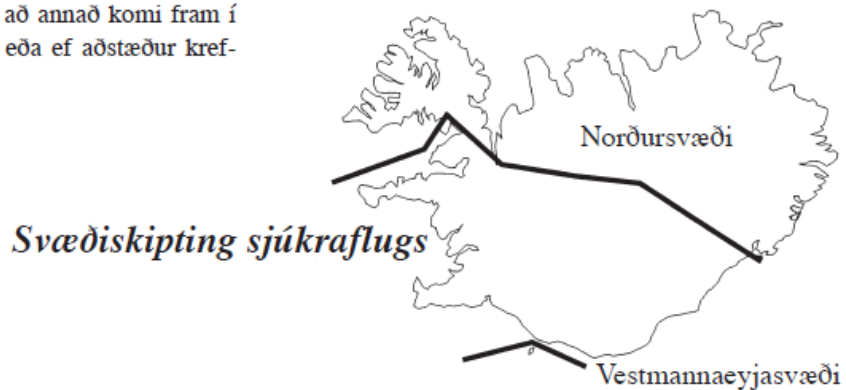 að annað komi fram í
eða ef aðstæður kref-
Norðursvæði
Svæðiskipting sjúkraflugs
Vestmannaeyjasvæði